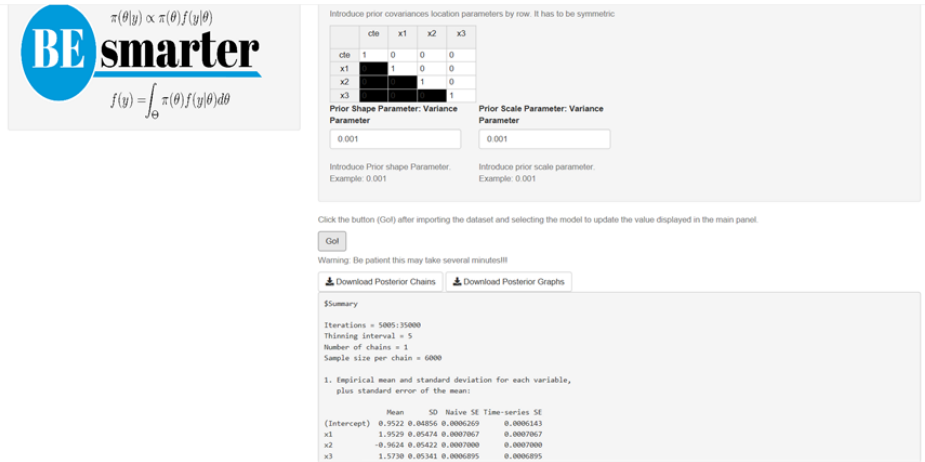 π(θ|y) ∝ π(θ)f(y|θ)
BEsmarter
f(y) = ∫Θ π(θ)f(y|θ)dθ
Introduce prior covariances location parameters by row. It has to be symmetric
cte x1 x2 x3
cte 1 0 0 0
x1 0 1 0 0
x2 0 0 1 0
x3 0 0 0 1
Prior Shape Parameter: Variance
Parameter
0.001
Introduce Prior shape Parameter.
Example: 0.001
Prior Scale Parameter: Variance
Parameter
0.001
Introduce prior scale parameter.
Example: 0.001
Click the button (Go!) after importing the dataset and selecting the model to update the value displayed in the main panel.
Go!
Warning: Be patient this may take several minutes!!!
Download Posterior Chains Download Posterior Graphs
$Summary
Iterations = 5005:35000
Thinning interval = 5
Number of chains = 1
Sample size per chain = 6000
1. Empirical mean and standard deviation for each variable,
plus standard error of the mean:
Mean SD Naive SE Time-series SE
(Intercept) 0.9522 0.04856 0.0006269 0.0006143
x1 1.9529 0.05474 0.0007067 0.0007067
x2 -0.9624 0.05422 0.0007000 0.0007000
x3 1.5730 0.05341 0.0006895 0.0006895